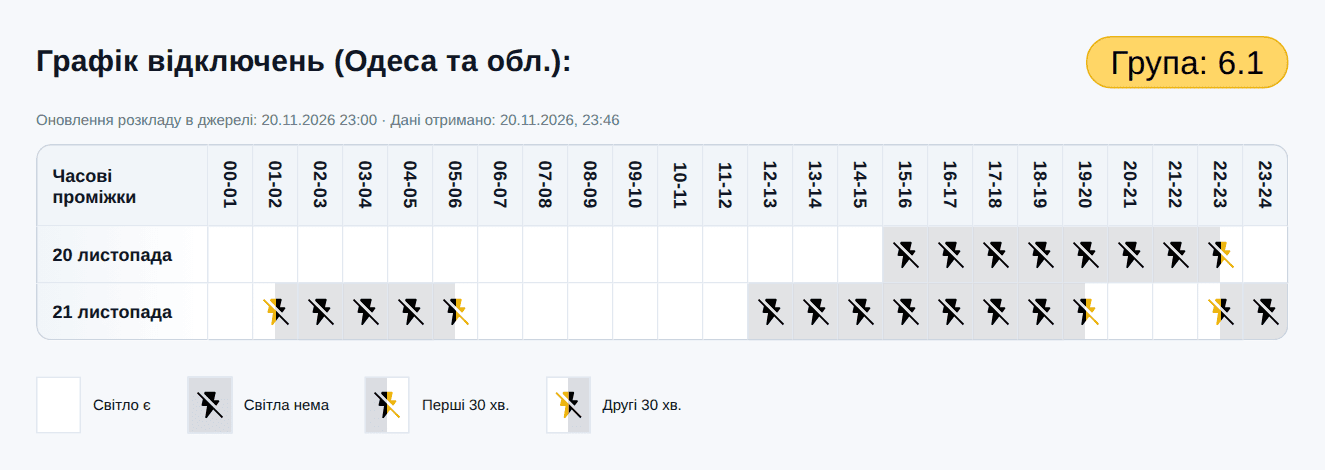 Графік відключень (Одеса та обл.):
Група: 6.1
Оновлення розкладу в джерелі: 20.11.2026 23:00 · Дані отримано: 20.11.2026, 23:46
Часові
проміжки
00-01
01-02
02-03
03-04
04-05
05-06
06-07
07-08
08-09
09-10
10-11
11-12
12-13
13-14
14-15
15-16
16-17
17-18
18-19
19-20
20-21
21-22
22-23
23-24
20 листопада
21 листопада
Світло є
Світла нема
Перші 30 хв.
Другі 30 хв.